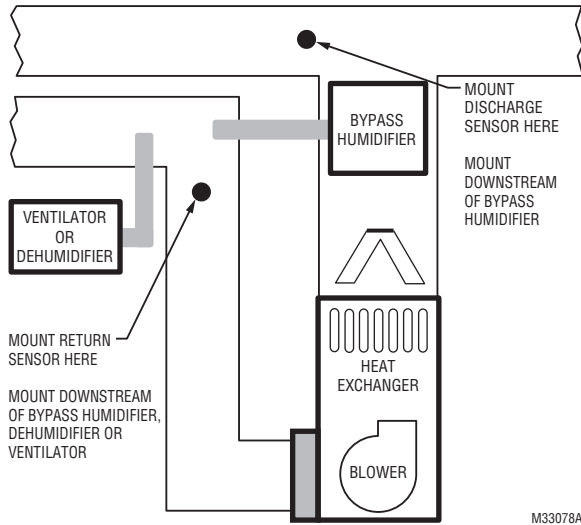 MOUNT
DISCHARGE
SENSOR HERE
MOUNT
DOWNSTREAM
OF BYPASS
HUMIDIFIER
BYPASS
HUMIDIFIER
VENTILATOR
OR
DEHUMIDIFIER
MOUNT RETURN
SENSOR HERE
MOUNT DOWNSTREAM
OF BYPASS HUMIDIFIER,
DEHUMIDIFIER OR
VENTILATOR
HEAT
EXCHANGER
BLOWER
M33078A